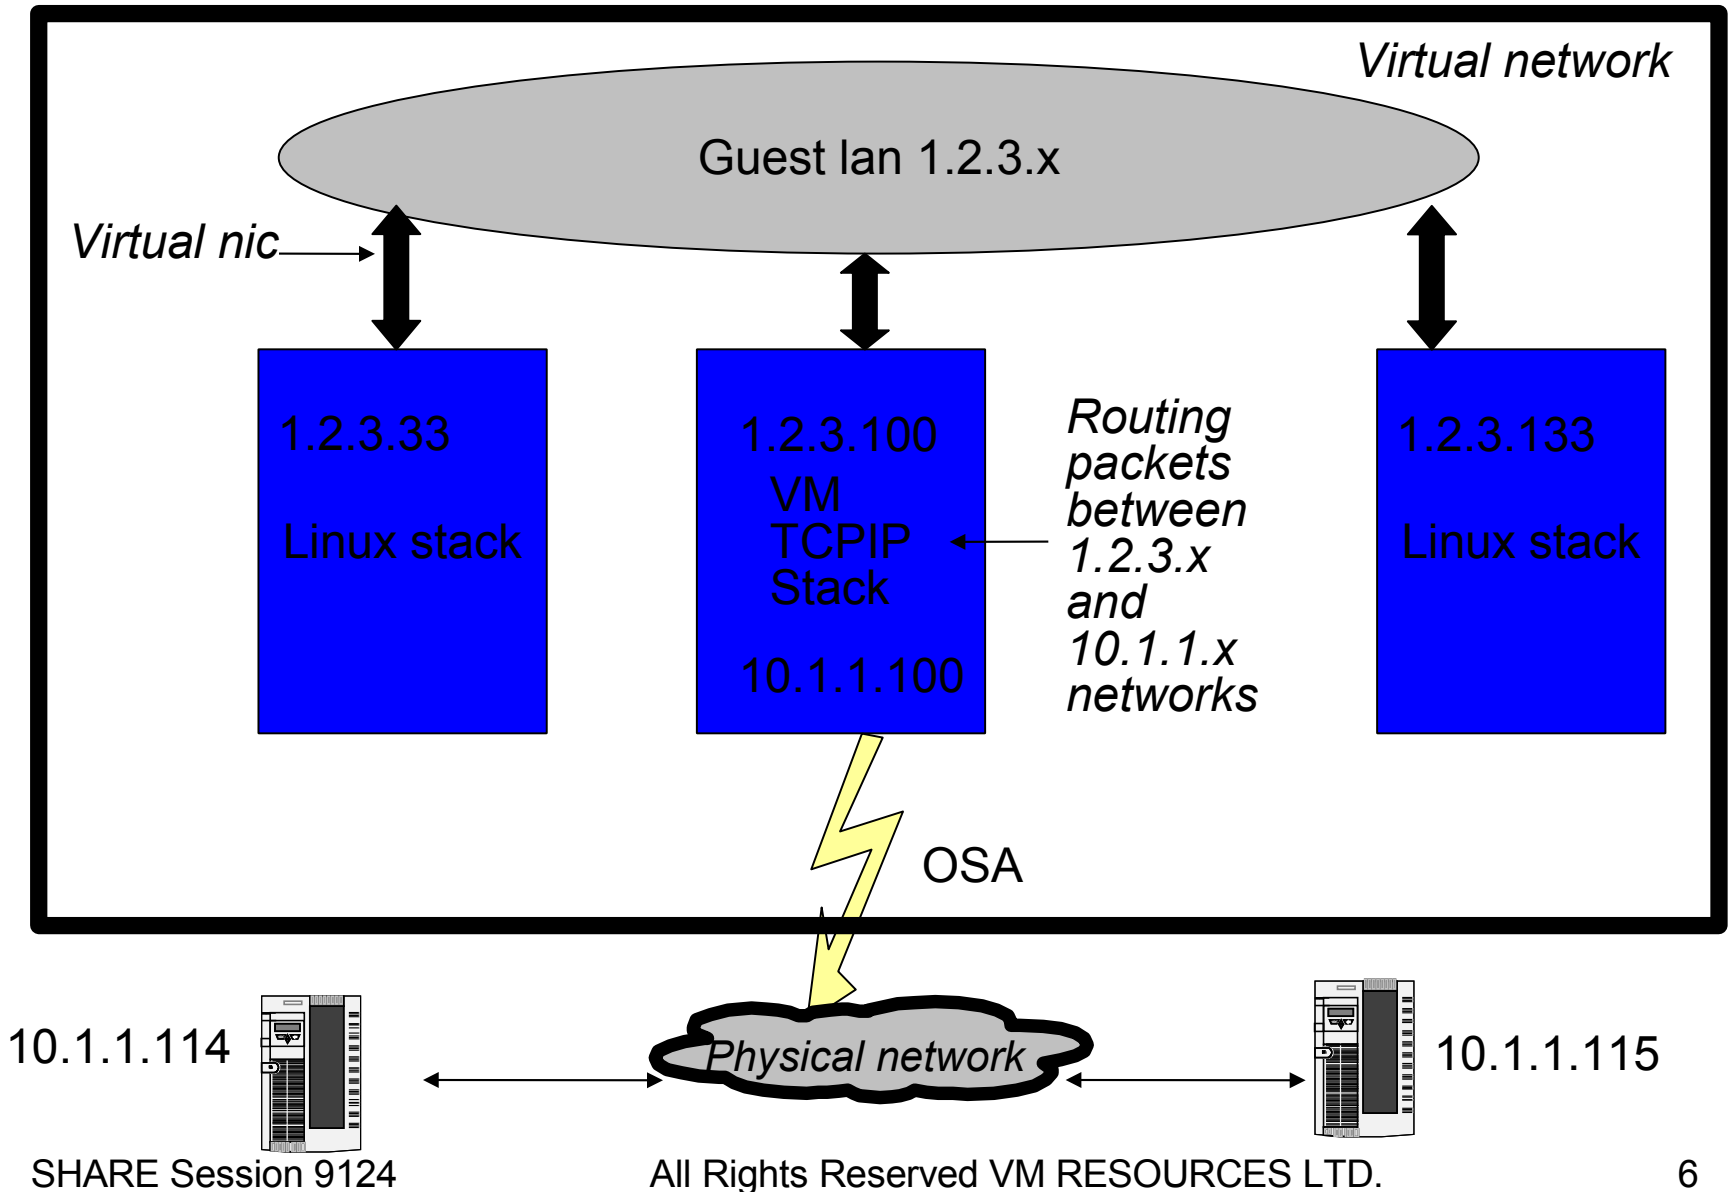 Virtual network
Guest lan 1.2.3.x
Virtual nic
1.2.3.33
Linux stack
1.2.3.100
VM
TCPIP
Stack
10.1.1.100
Routing
packets
between
1.2.3.x
and
10.1.1.x
networks
1.2.3.133
Linux stack
OSA
10.1.1.114
Physical network
10.1.1.115
SHARE Session 9124
All Rights Reserved VM RESOURCES LTD.
6